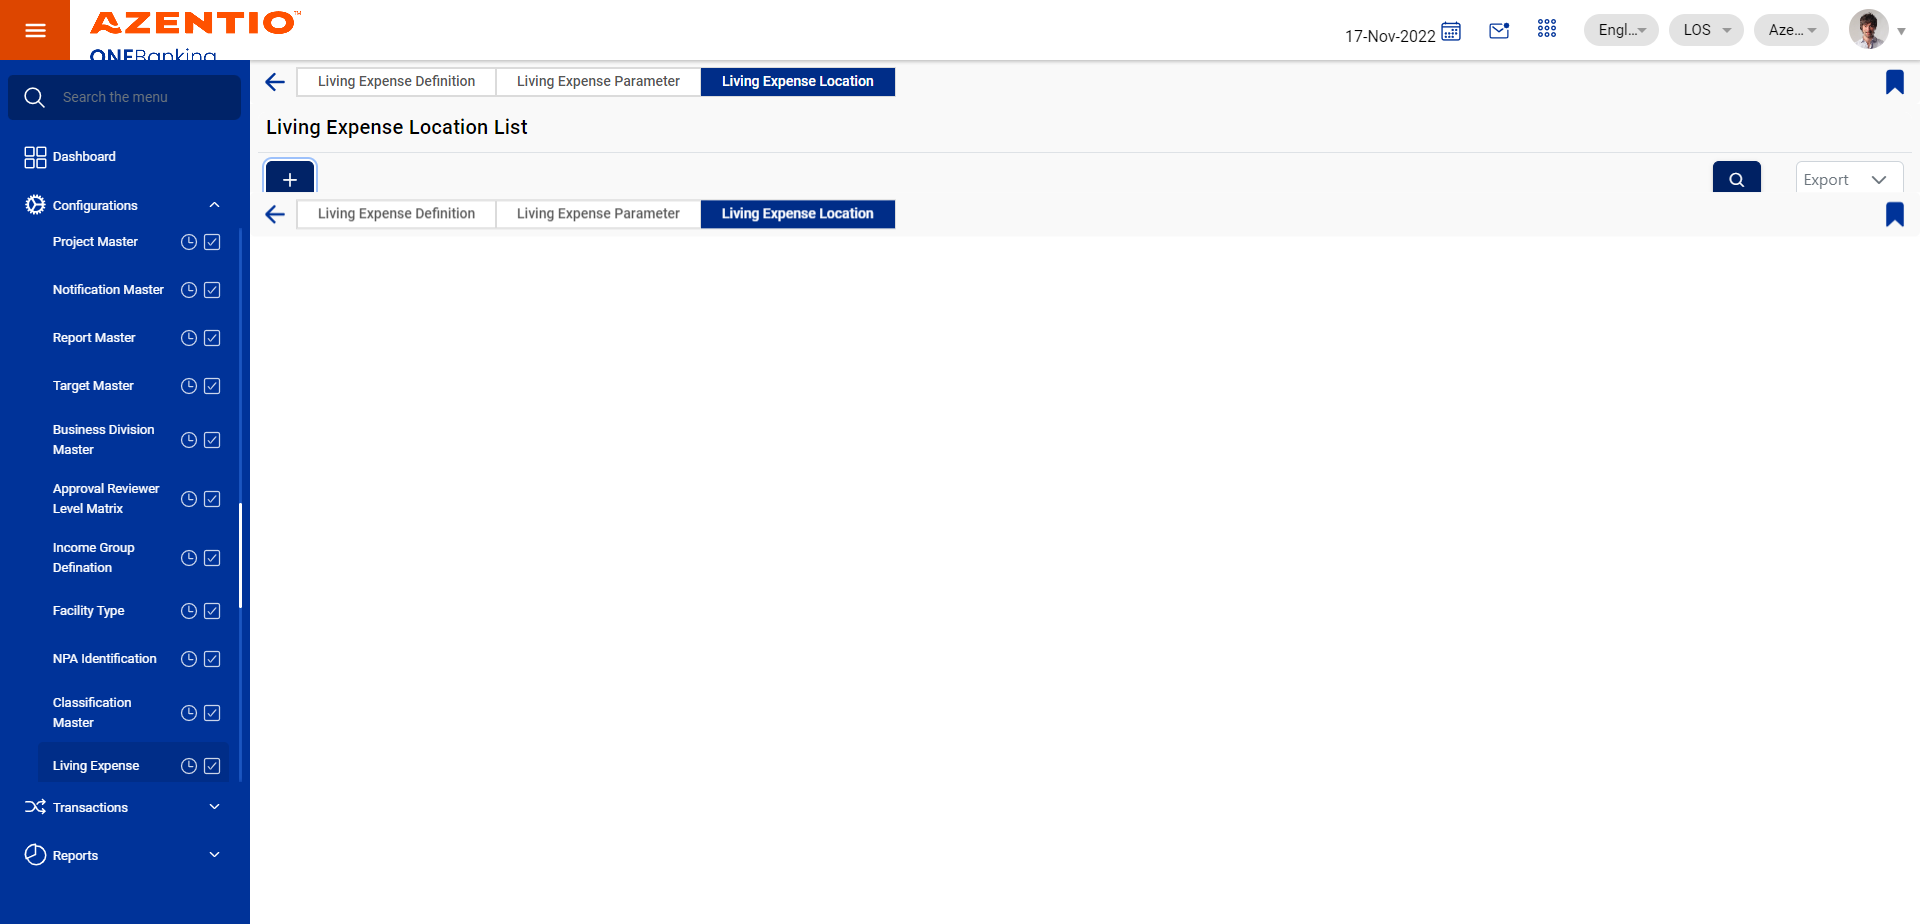 AZENTIO™
ONEBanking
17-Nov-2022
Engl...
LOS
Aze...
Search the menu
Dashboard
Configurations
Project Master
Notification Master
Report Master
Target Master
Business Division
Master
Approval Reviewer
Level Matrix
Income Group
Defination
Facility Type
NPA Identification
Classification
Master
Living Expense
Transactions
Reports
Living Expense Definition
Living Expense Parameter
Living Expense Location
Living Expense Location List
Export
Living Expense Definition
Living Expense Parameter
Living Expense Location